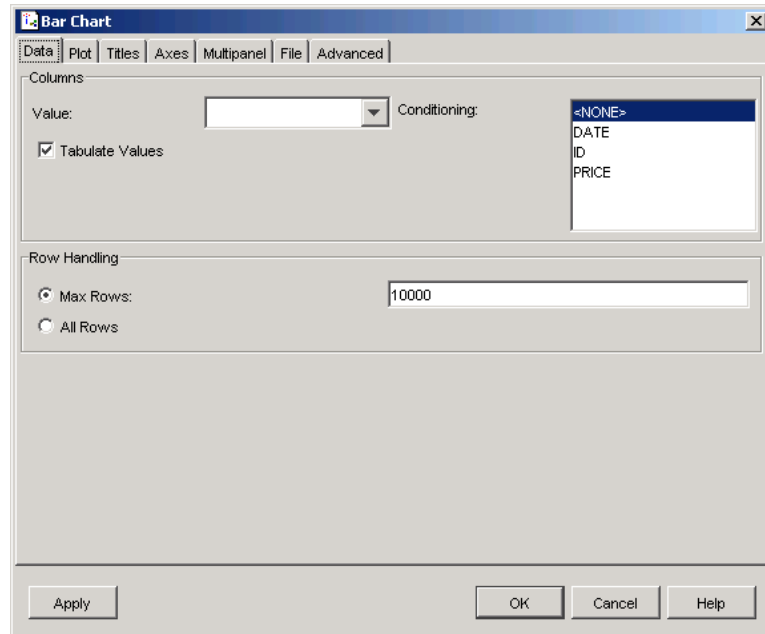 Bar Chart
Data Plot Titles Axes Multipanel File Advanced
Columns
Value: Conditioning:
<NONE>
DATE
ID
PRICE
Tabulate Values
Row Handling
Max Rows: 10000
All Rows
Apply OK Cancel Help